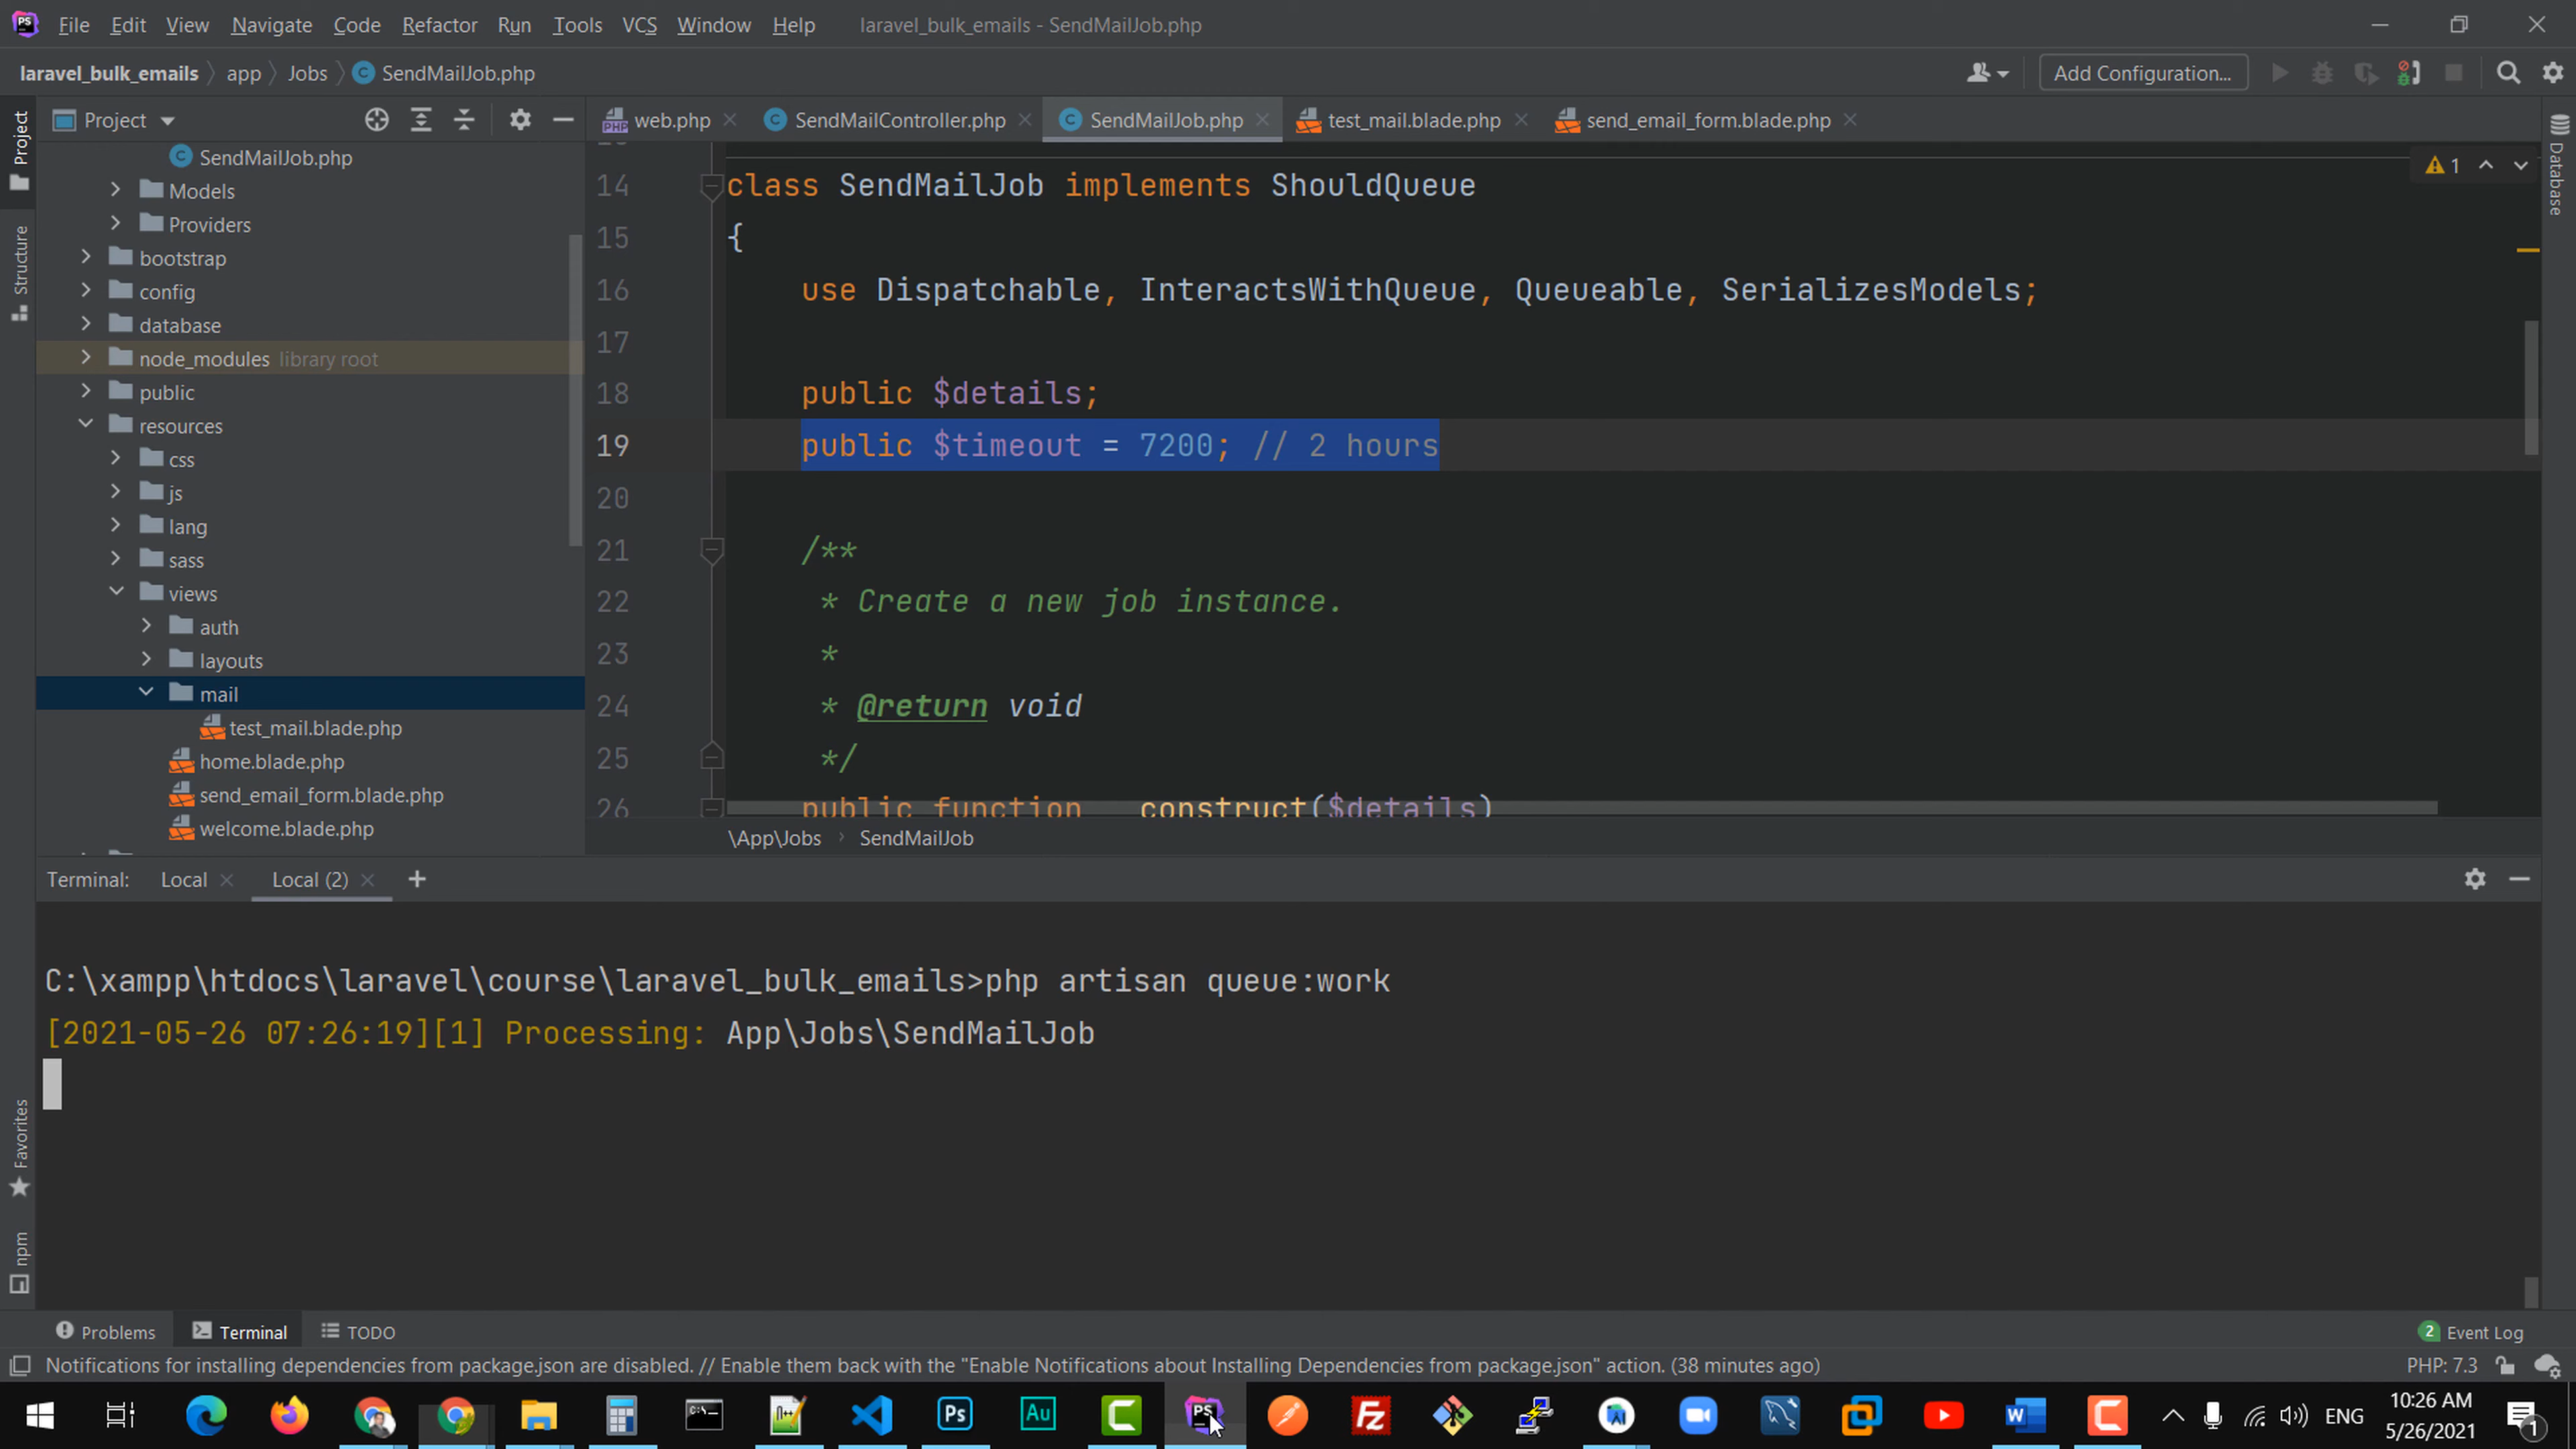 File Edit View Navigate Code Refactor Run Tools VCS Window Help laravel_bulk_emails - SendMailJob.php
laravel_bulk_emails app Jobs SendMailJob.php Add Configuration...
Project web.php SendMailController.php SendMailJob.php test_mail.blade.php send_email_form.blade.php
Project
Structure
Favorites
npm
Database
SendMailJob.php
Models
Providers
bootstrap
config
database
node_modules library root
public
resources
css
js
lang
sass
views
auth
layouts
mail
test_mail.blade.php
home.blade.php
send_email_form.blade.php
welcome.blade.php
1
14 class SendMailJob implements ShouldQueue
15 {
16 use Dispatchable, InteractsWithQueue, Queueable, SerializesModels;
17
18 public $details;
19 public $timeout = 7200; // 2 hours
20
21 /**
22 * Create a new job instance.
23 *
24 * @return void
25 */
26 public function __construct($details)
\App\Jobs SendMailJob
Terminal: Local Local (2)
C:\xampp\htdocs\laravel\course\laravel_bulk_emails>php artisan queue:work
[2021-05-26 07:26:19][1] Processing: App\Jobs\SendMailJob
Problems Terminal TODO 2 Event Log
Notifications for installing dependencies from package.json are disabled. // Enable them back with the "Enable Notifications about Installing Dependencies from package.json" action. (38 minutes ago) PHP: 7.3
ENG 10:26 AM
5/26/2021 1